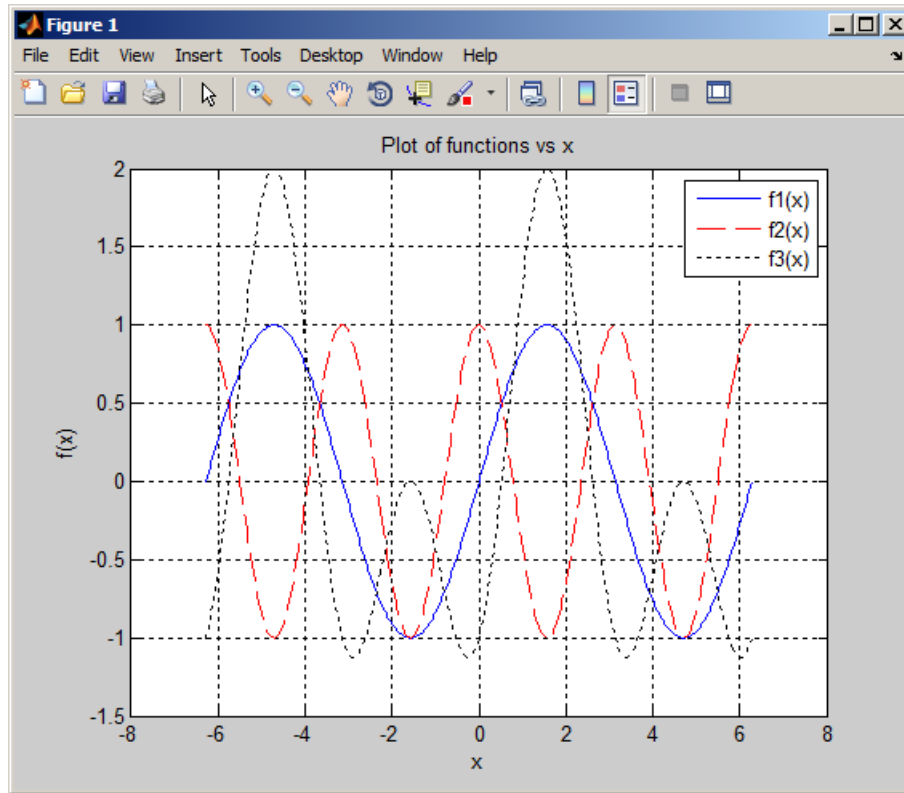 Figure 1
File Edit View Insert Tools Desktop Window Help
Plot of functions vs x
f1(x)
f2(x)
f3(x)
2
1.5
1
0.5
0
-0.5
-1
-1.5
f(x)
-8 -6 -4 -2 0 2 4 6 8
x